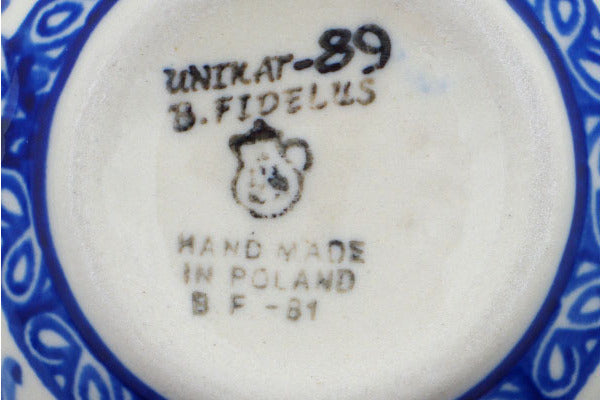 UNIKAT-89
B. FIDELUS
HAND MADE
IN POLAND
B F - 81